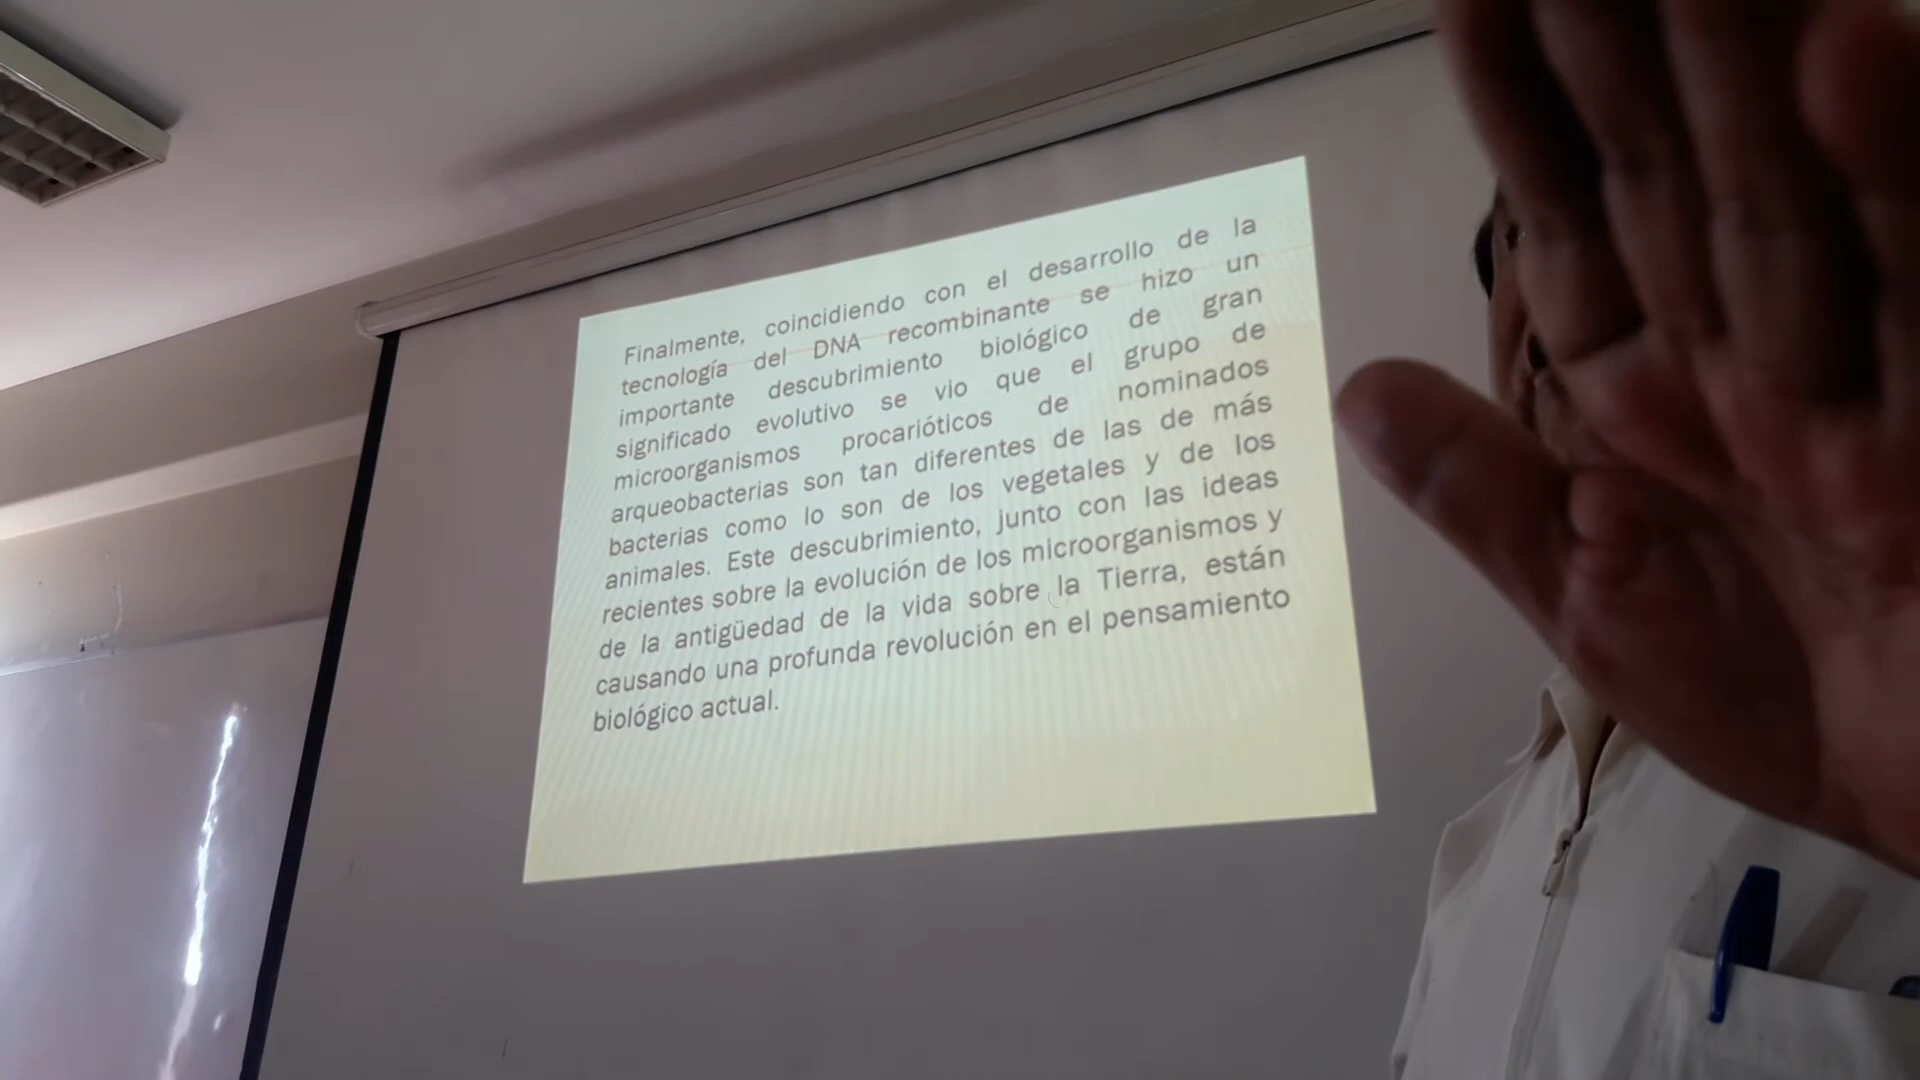 Finalmente, coincidiendo con el desarrollo de la
tecnología del DNA recombinante se hizo un
importante descubrimiento biológico de gran
significado evolutivo se vio que el grupo de
microorganismos procarióticos de nominados
arqueobacterias son tan diferentes de las de más
bacterias como lo son de los vegetales y de los
animales. Este descubrimiento, junto con las ideas
recientes sobre la evolución de los microorganismos y
de la antigüedad de la vida sobre la Tierra, están
causando una profunda revolución en el pensamiento
biológico actual.